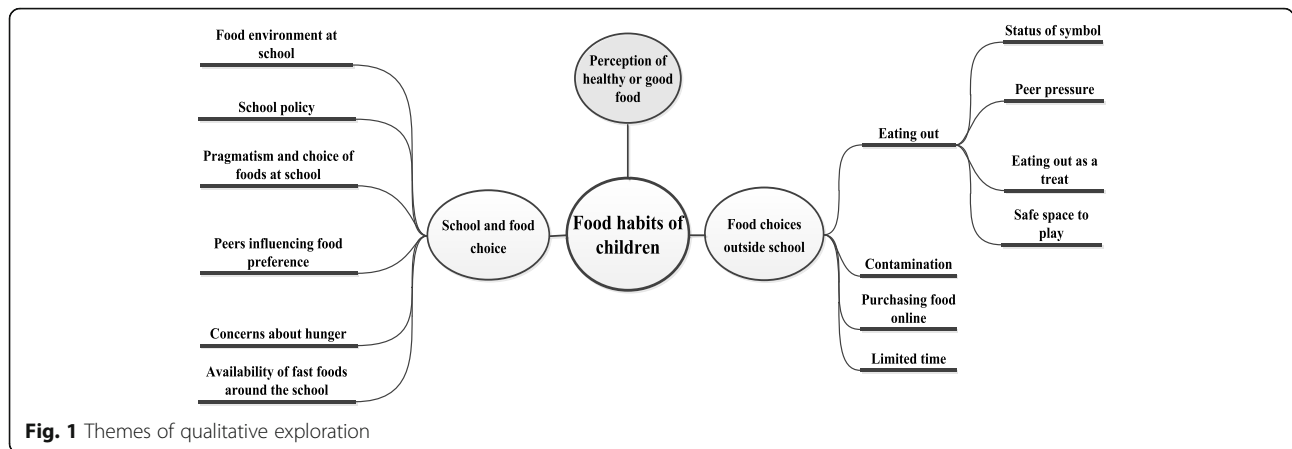 Food environment at
school
School policy
Pragmatism and choice of
foods at school
Peers influencing food
preference
Concerns about hunger
Availability of fast foods
around the school
School and food
choice
Perception of
healthy or good
food
Food habits of
children
Food choices
outside school
Eating out
Status of symbol
Peer pressure
Eating out as a
treat
Safe space to
play
Contamination
Purchasing food
online
Limited time
Fig. 1 Themes of qualitative exploration